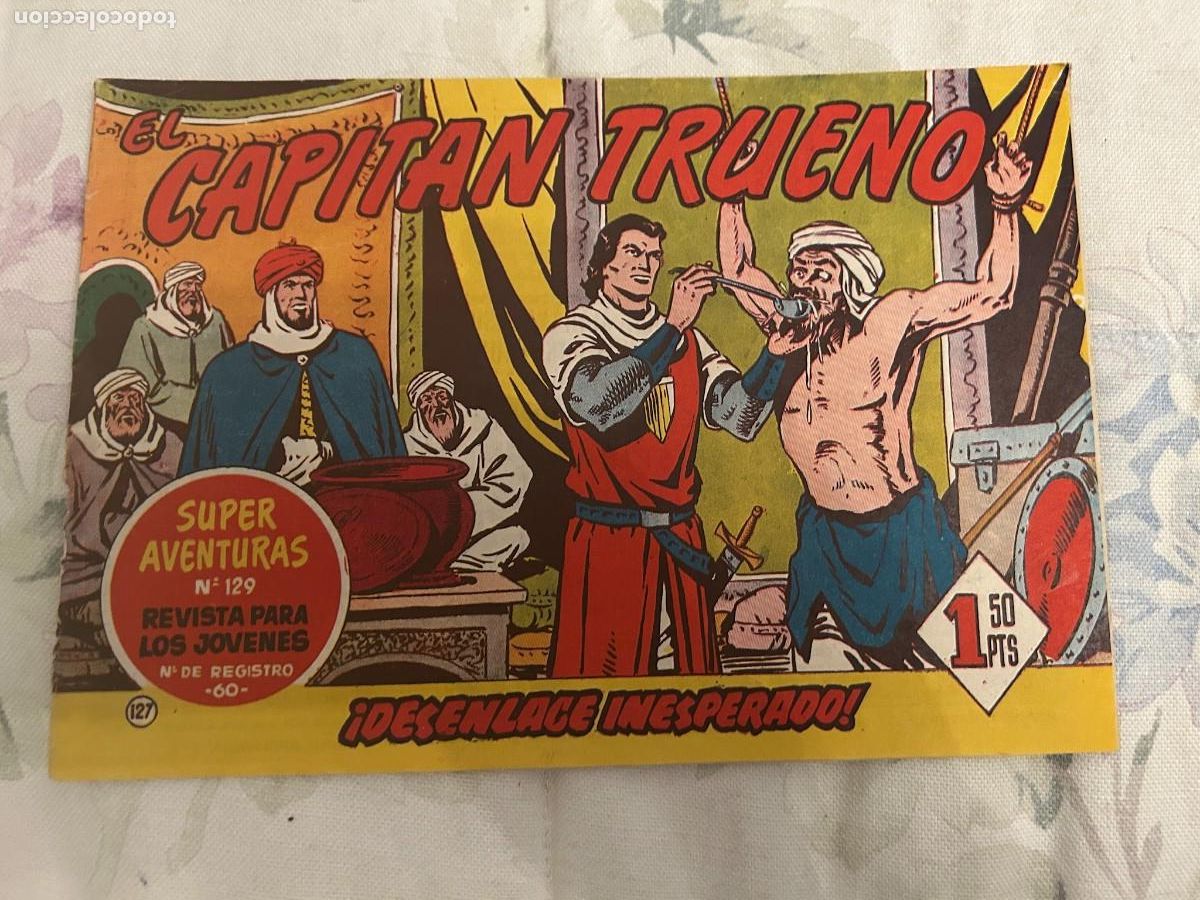 todocoleccion
EL
CAPITAN TRUENO
SUPER
AVENTURAS
Nº 129
REVISTA PARA
LOS JOVENES
Nº DE REGISTRO
-60-
127
1 50
PTS
¡DESENLACE INESPERADO!